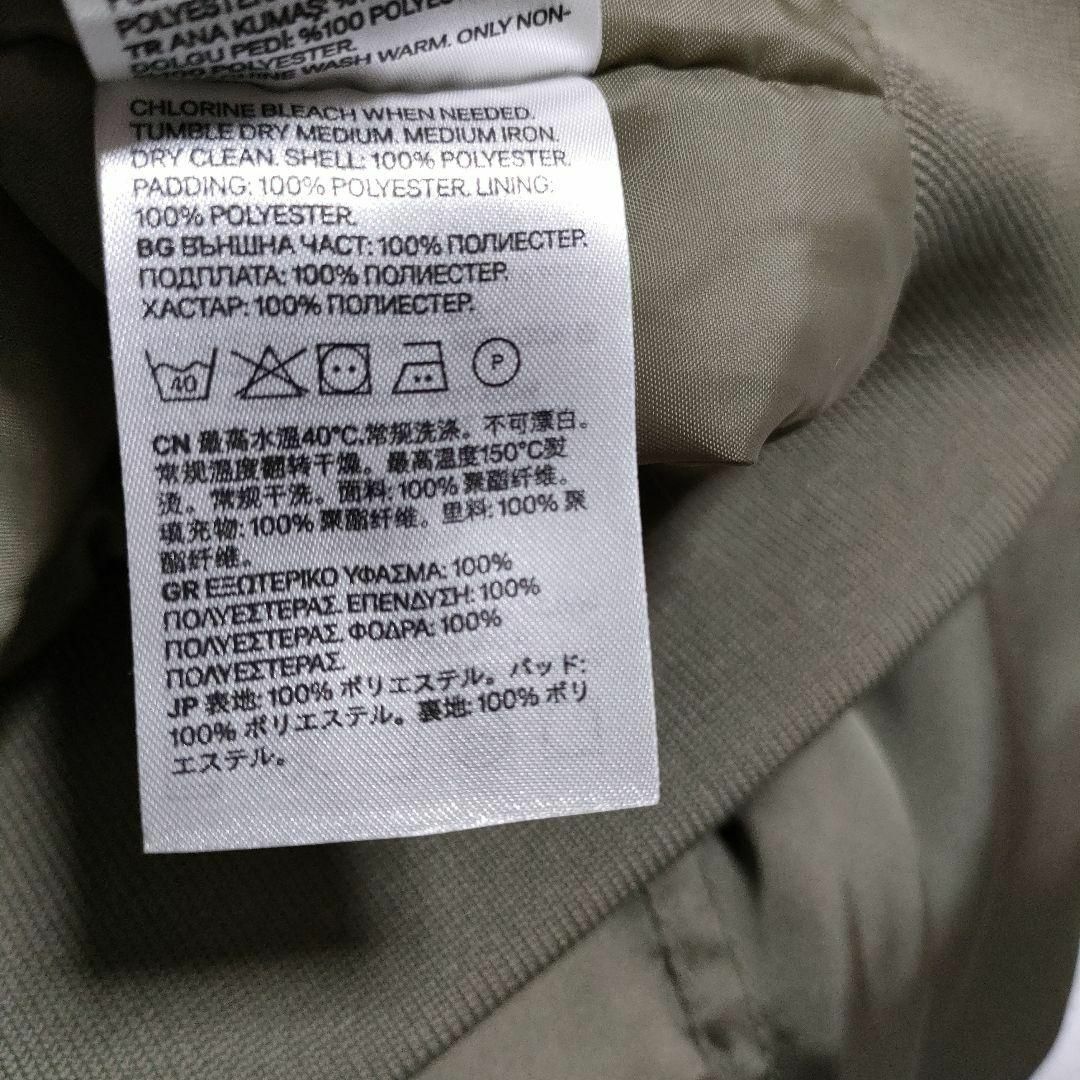 POLYESTER
TR ANA KUMAŞ:
DOLGU PEDİ: %100 POLYES
POLYESTER.
WASH WARM. ONLY NON-
CHLORINE BLEACH WHEN NEEDED.
TUMBLE DRY MEDIUM. MEDIUM IRON.
DRY CLEAN. SHELL: 100% POLYESTER.
PADDING: 100% POLYESTER. LINING:
100% POLYESTER.
BG ВЪНШНА ЧАСТ: 100% ПОЛИЕСТЕР.
ПОДПЛАТА: 100% ПОЛИЕСТЕР.
ХАСТАР: 100% ПОЛИЕСТЕР.
40 P
CN 最高水温40°C,常规洗涤。不可漂白。
常规温度翻转干燥。最高温度150°C熨
烫。常规干洗。面料: 100% 聚酯纤维。
填充物: 100% 聚酯纤维。里料: 100% 聚
酯纤维。
GR ΕΞΩΤΕΡΙΚΟ ΥΦΑΣΜΑ: 100%
ΠΟΛΥΕΣΤΕΡΑΣ. ΕΠΕΝΔΥΣΗ: 100%
ΠΟΛΥΕΣΤΕΡΑΣ. ΦΟΔΡΑ: 100%
ΠΟΛΥΕΣΤΕΡΑΣ.
JP 表地: 100% ポリエステル。パッド:
100% ポリエステル。裏地: 100% ポリ
エステル。